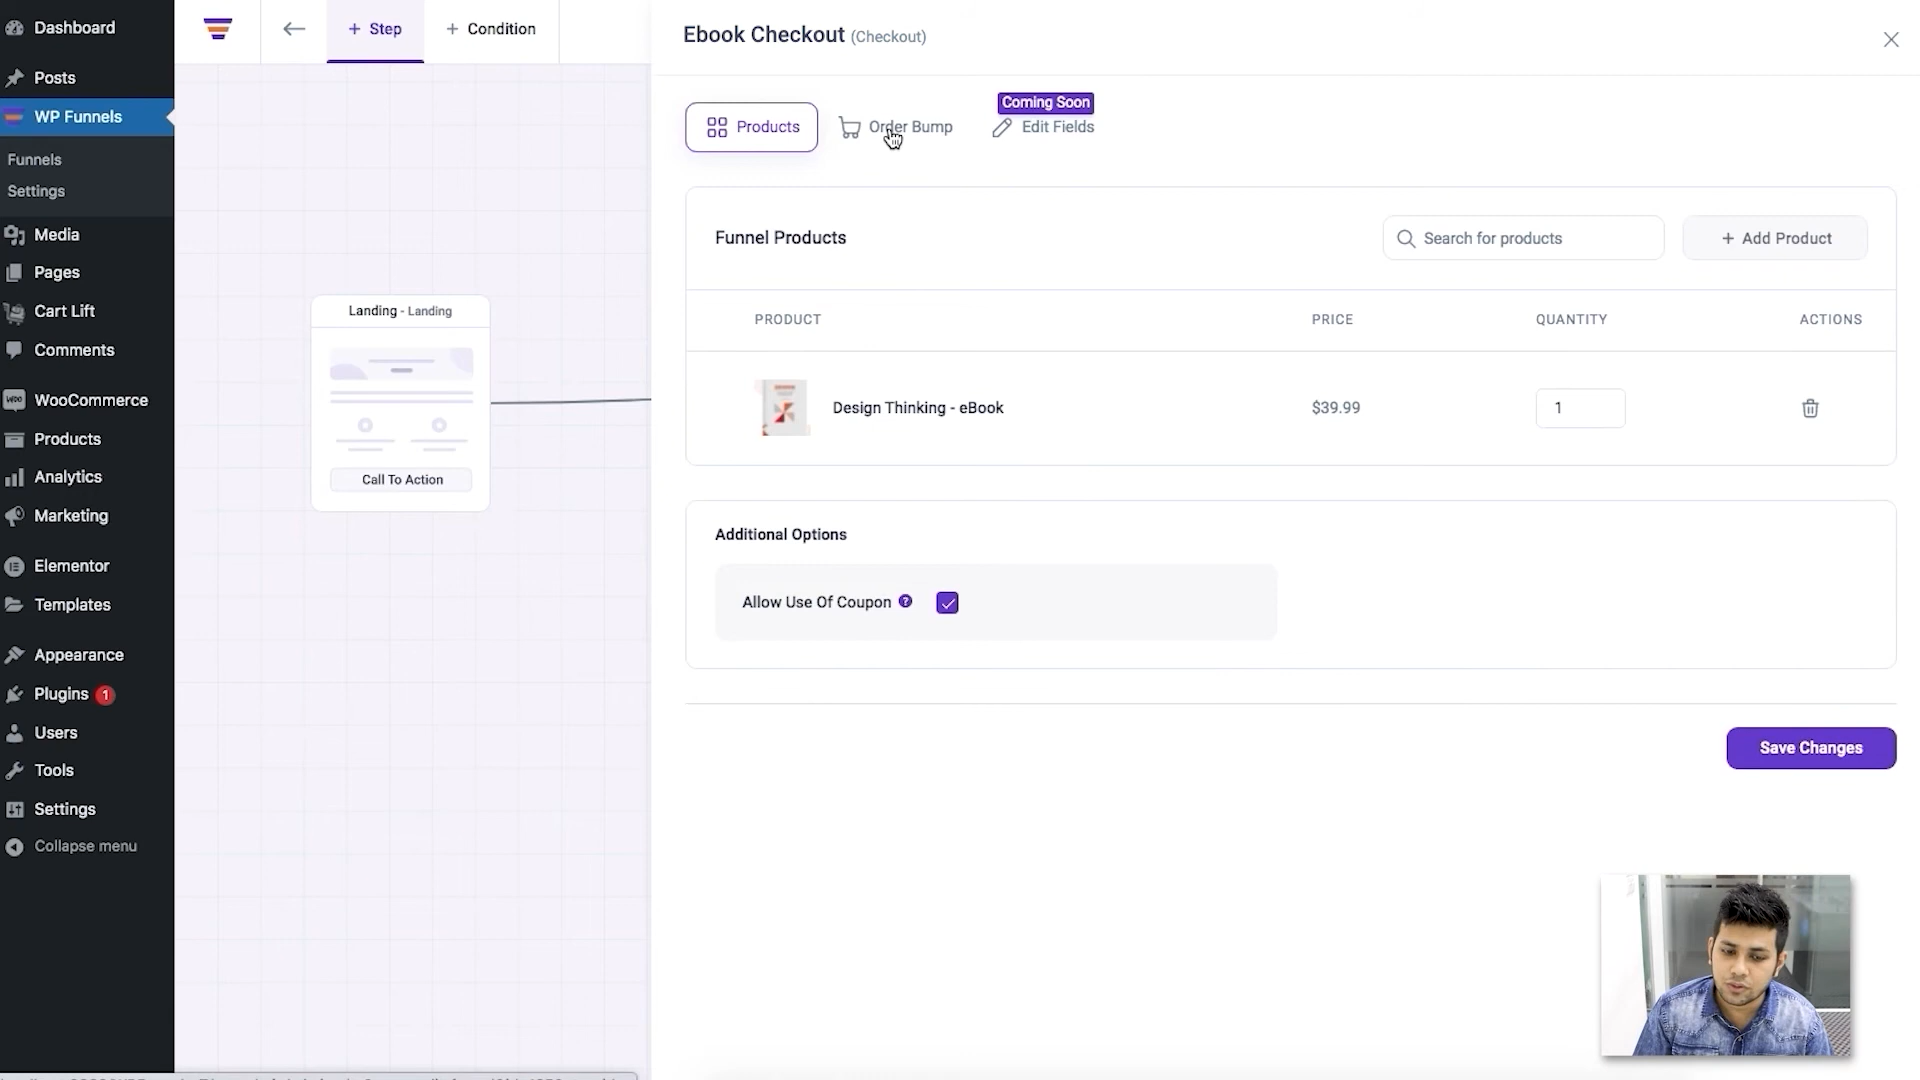 Dashboard
Posts
WP Funnels
Funnels
Settings
Media
Pages
Cart Lift
Comments
WooCommerce
Products
Analytics
Marketing
Elementor
Templates
Appearance
Plugins 1
Users
Tools
Settings
Collapse menu
+ Step
+ Condition
Landing - Landing
Call To Action
Ebook Checkout (Checkout)
Products
Order Bump
Coming Soon
Edit Fields
Funnel Products
Search for products
+ Add Product
PRODUCT PRICE QUANTITY ACTIONS
Design Thinking - eBook $39.99 1
Additional Options
Allow Use Of Coupon ?
Save Changes